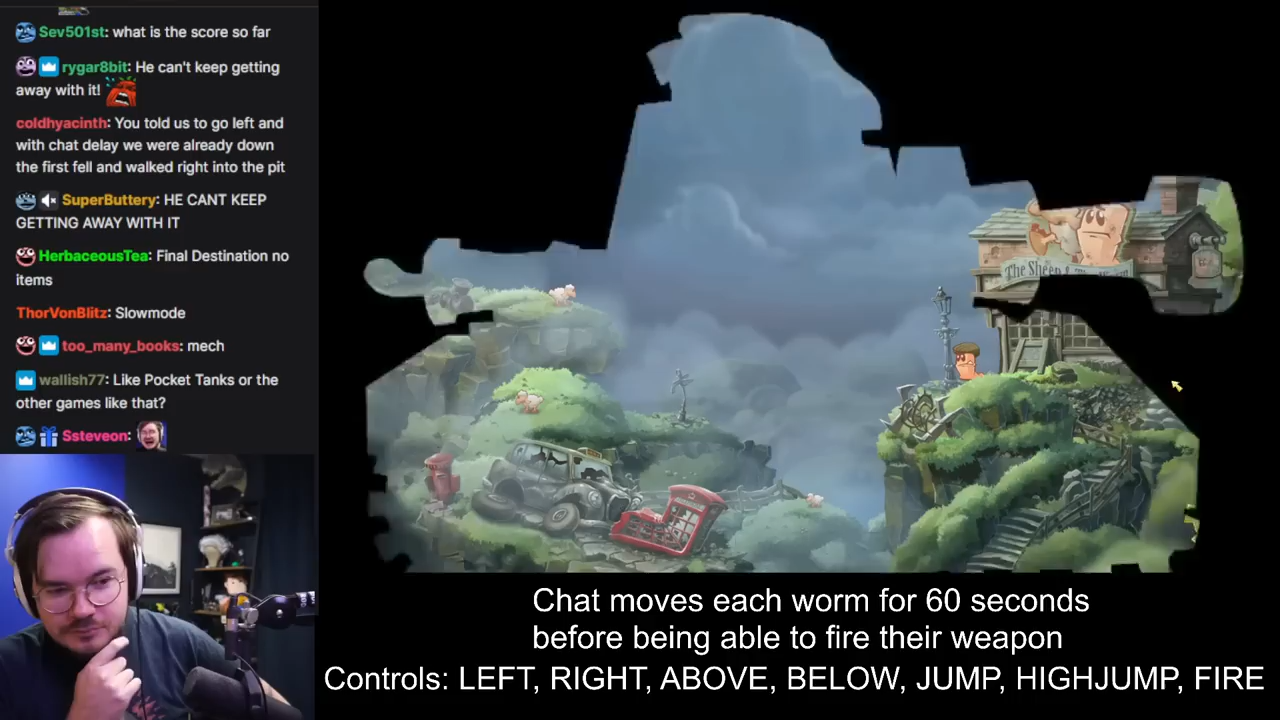 Sev501st: what is the score so far
rygar8bit: He can't keep getting
away with it!
coldhyacinth: You told us to go left and
with chat delay we were already down
the first fell and walked right into the pit
SuperButtery: HE CANT KEEP
GETTING AWAY WITH IT
HerbaceousTea: Final Destination no
items
ThorVonBlitz: Slowmode
too_many_books: mech
wallish77: Like Pocket Tanks or the
other games like that?
Ssteveon:
The Sheep & The Worm
Chat moves each worm for 60 seconds
before being able to fire their weapon
Controls: LEFT, RIGHT, ABOVE, BELOW, JUMP, HIGHJUMP, FIRE